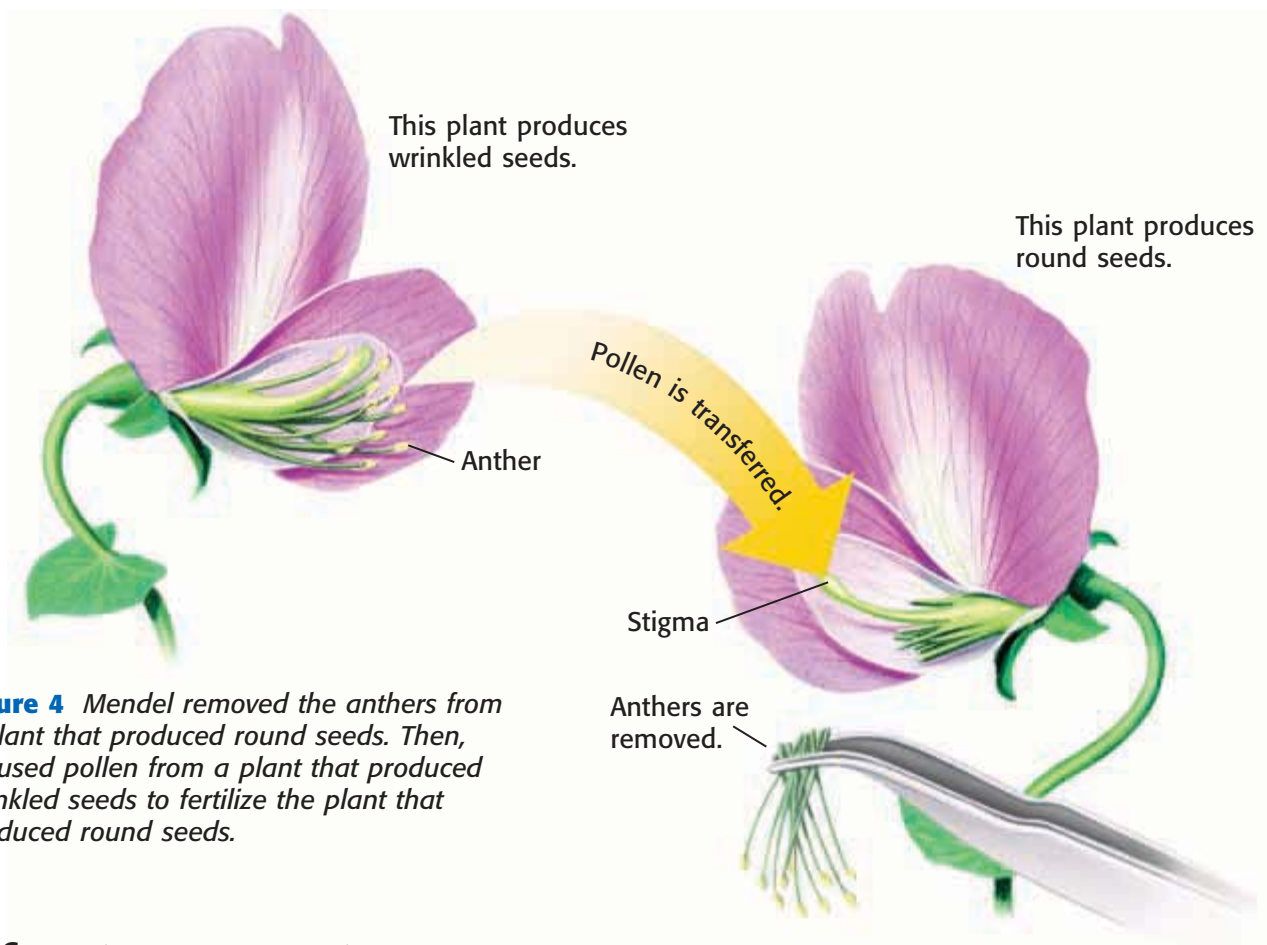 This plant produces
wrinkled seeds.
This plant produces
round seeds.
Pollen is transferred.
Anther
Stigma
Anthers are
removed.
ure 4 Mendel removed the anthers from
lant that produced round seeds. Then,
used pollen from a plant that produced
nkled seeds to fertilize the plant that
duced round seeds.